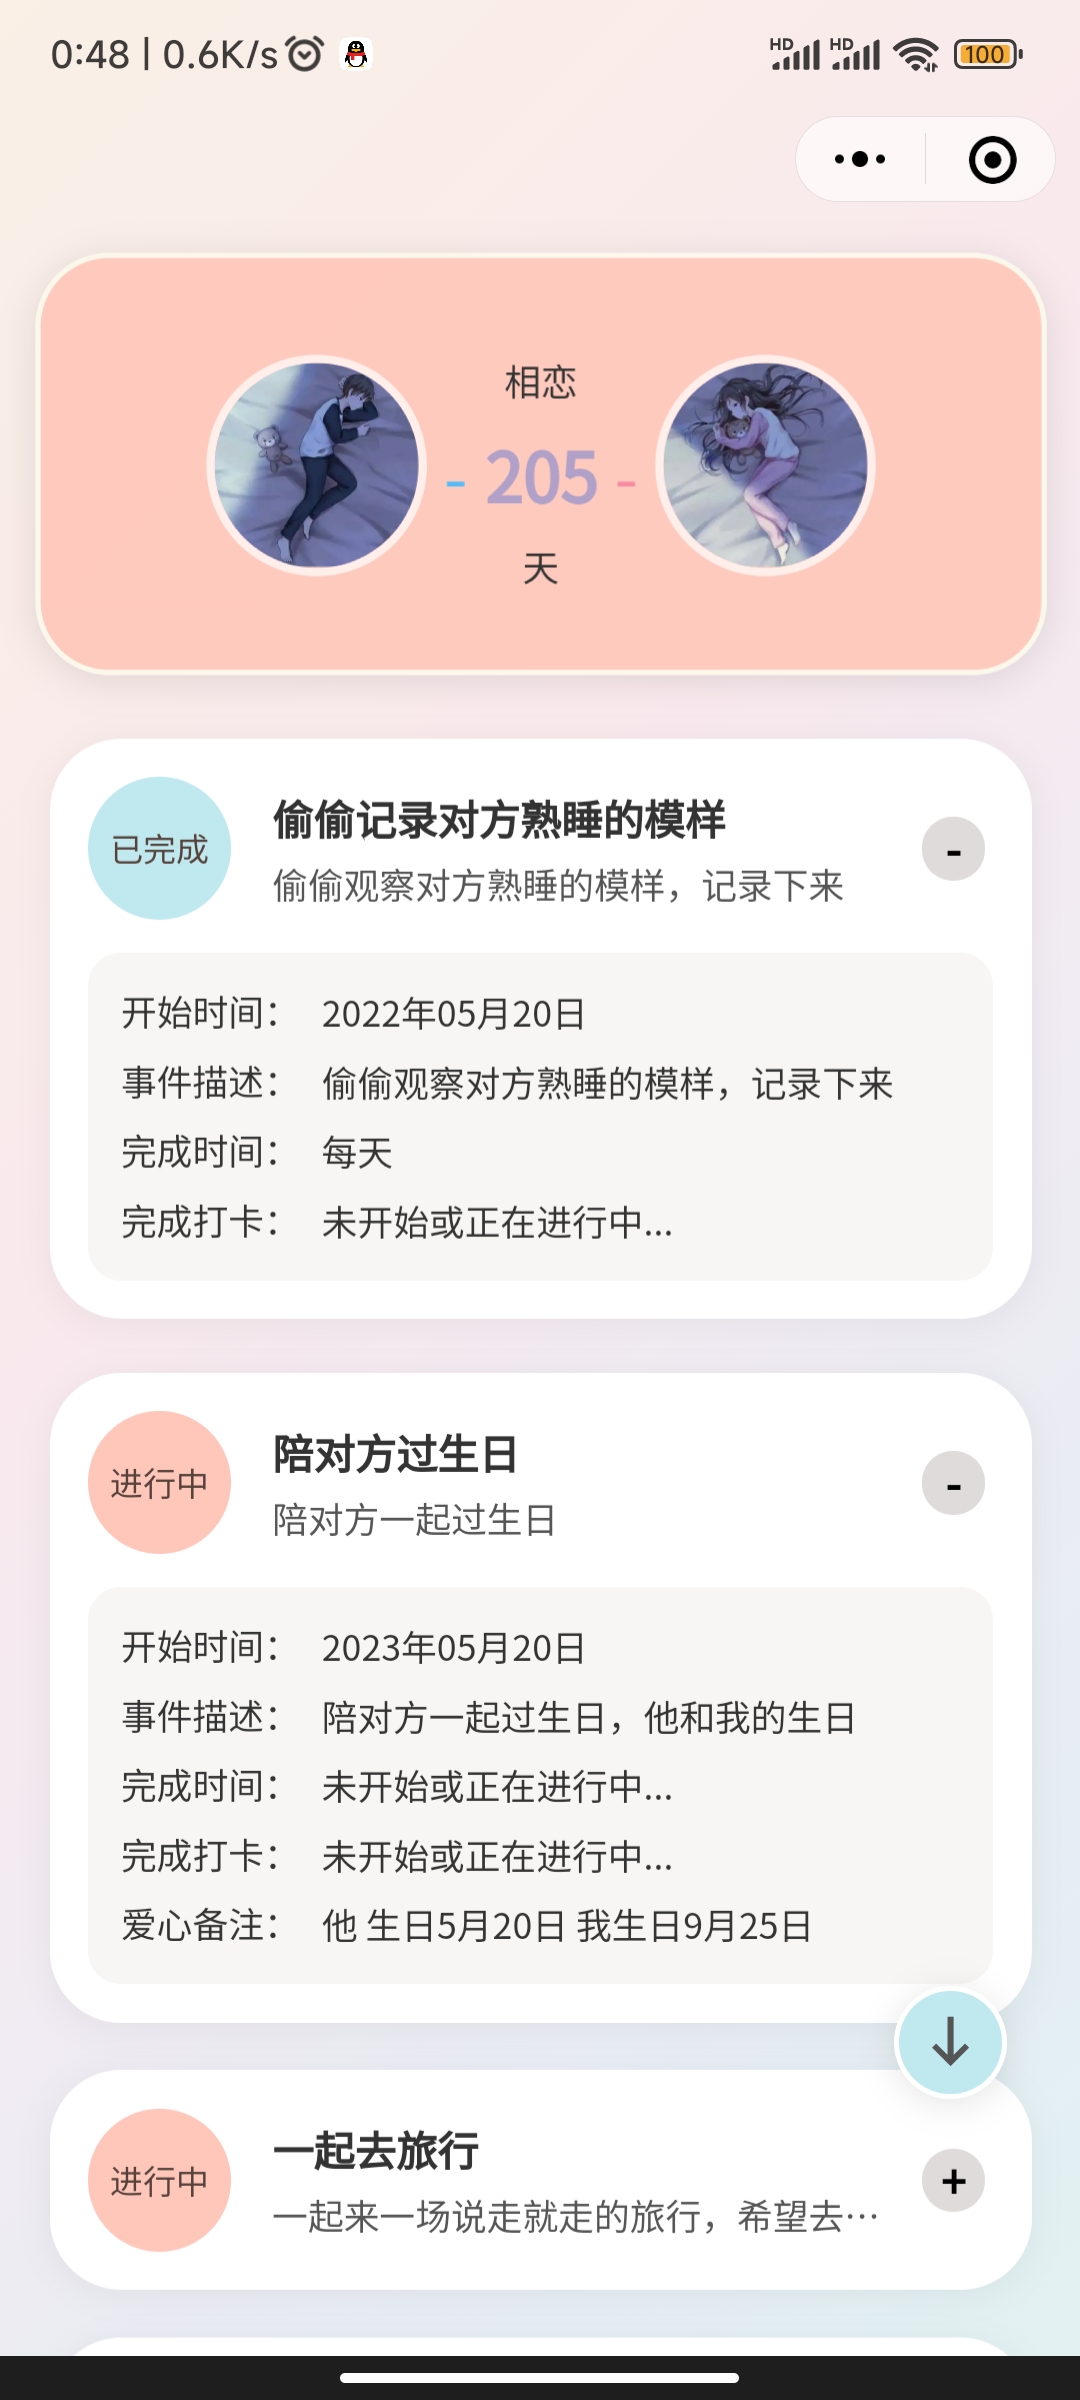 0:48 | 0.6K/s
HD HD 100
相恋
- 205 -
天
已完成
偷偷记录对方熟睡的模样
偷偷观察对方熟睡的模样，记录下来
-
开始时间： 2022年05月20日
事件描述： 偷偷观察对方熟睡的模样，记录下来
完成时间： 每天
完成打卡： 未开始或正在进行中...
进行中
陪对方过生日
陪对方一起过生日
-
开始时间： 2023年05月20日
事件描述： 陪对方一起过生日，他和我的生日
完成时间： 未开始或正在进行中...
完成打卡： 未开始或正在进行中...
爱心备注： 他 生日5月20日 我生日9月25日
进行中
一起去旅行
一起来一场说走就走的旅行，希望去…
+